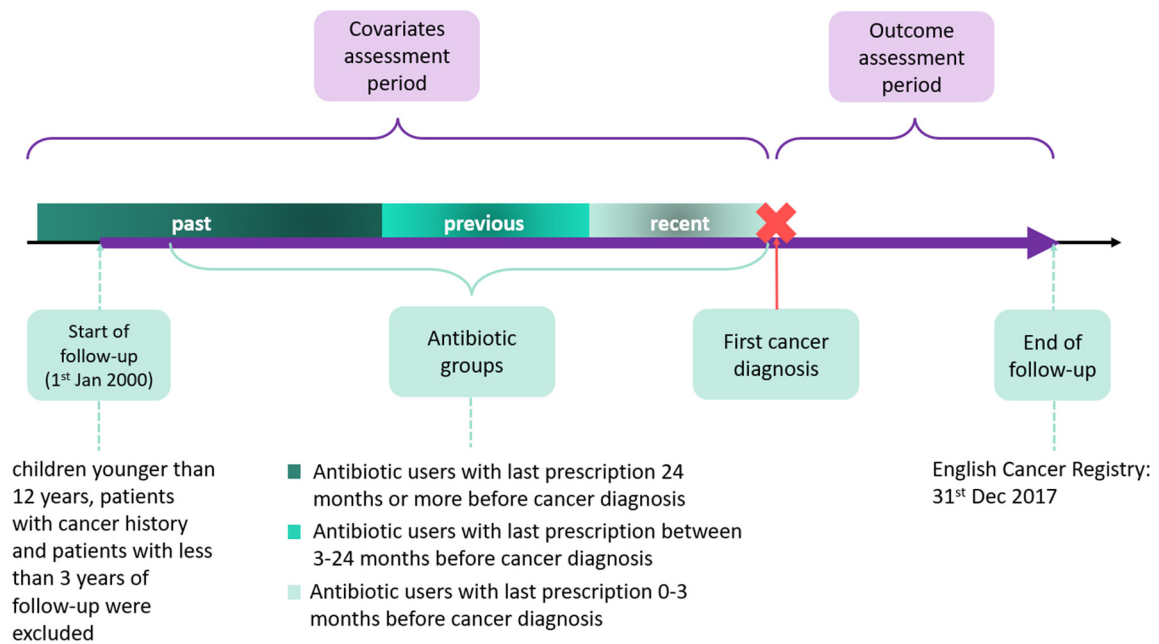 Covariates
assessment
period
Outcome
assessment
period
past
previous
recent
Start of
follow-up
(1st Jan 2000)
Antibiotic
groups
First cancer
diagnosis
End of
follow-up
children younger than
12 years, patients
with cancer history
and patients with less
than 3 years of
follow-up were
excluded
Antibiotic users with last prescription 24
months or more before cancer diagnosis
Antibiotic users with last prescription between
3-24 months before cancer diagnosis
Antibiotic users with last prescription 0-3
months before cancer diagnosis
English Cancer Registry:
31st Dec 2017